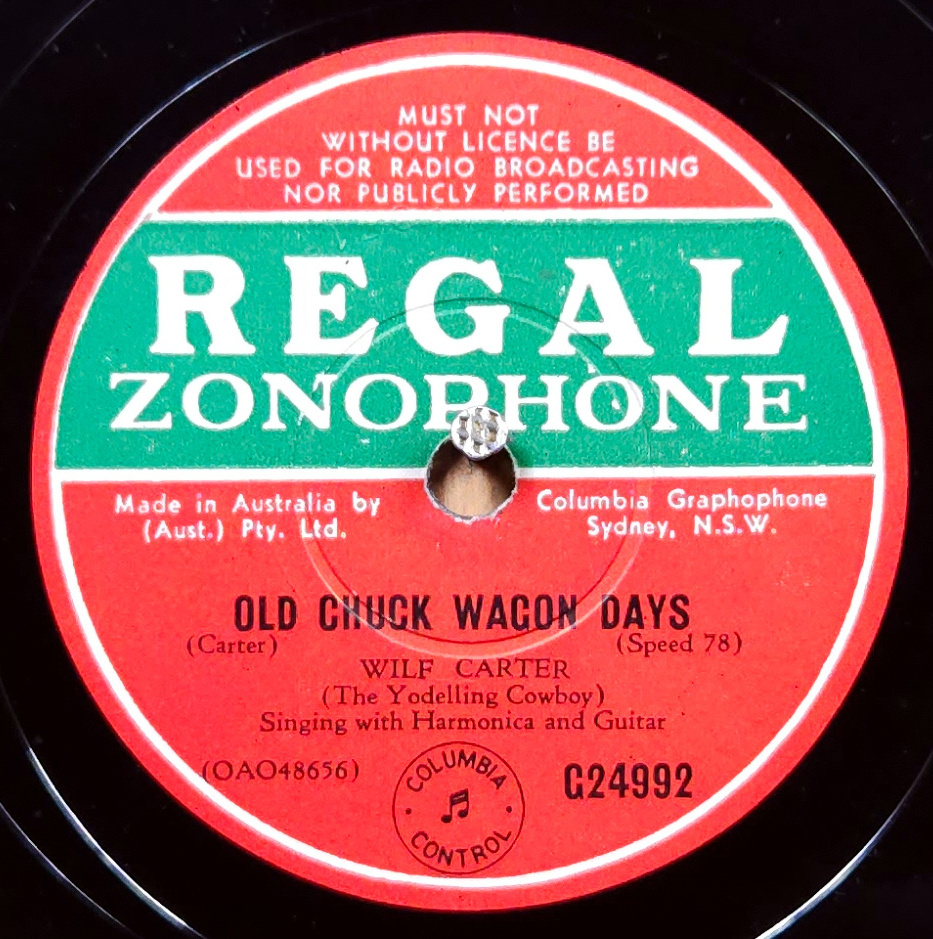 MUST NOT
WITHOUT LICENCE BE
USED FOR RADIO BROADCASTING
NOR PUBLICLY PERFORMED
REGAL
ZONOPHONE
Made in Australia by Columbia Graphophone
(Aust.) Pty. Ltd. Sydney, N.S.W.
OLD CHUCK WAGON DAYS
(Carter) (Speed 78)
WILF CARTER
(The Yodelling Cowboy)
Singing with Harmonica and Guitar
(OAO48656) G24992
COLUMBIA
CONTROL